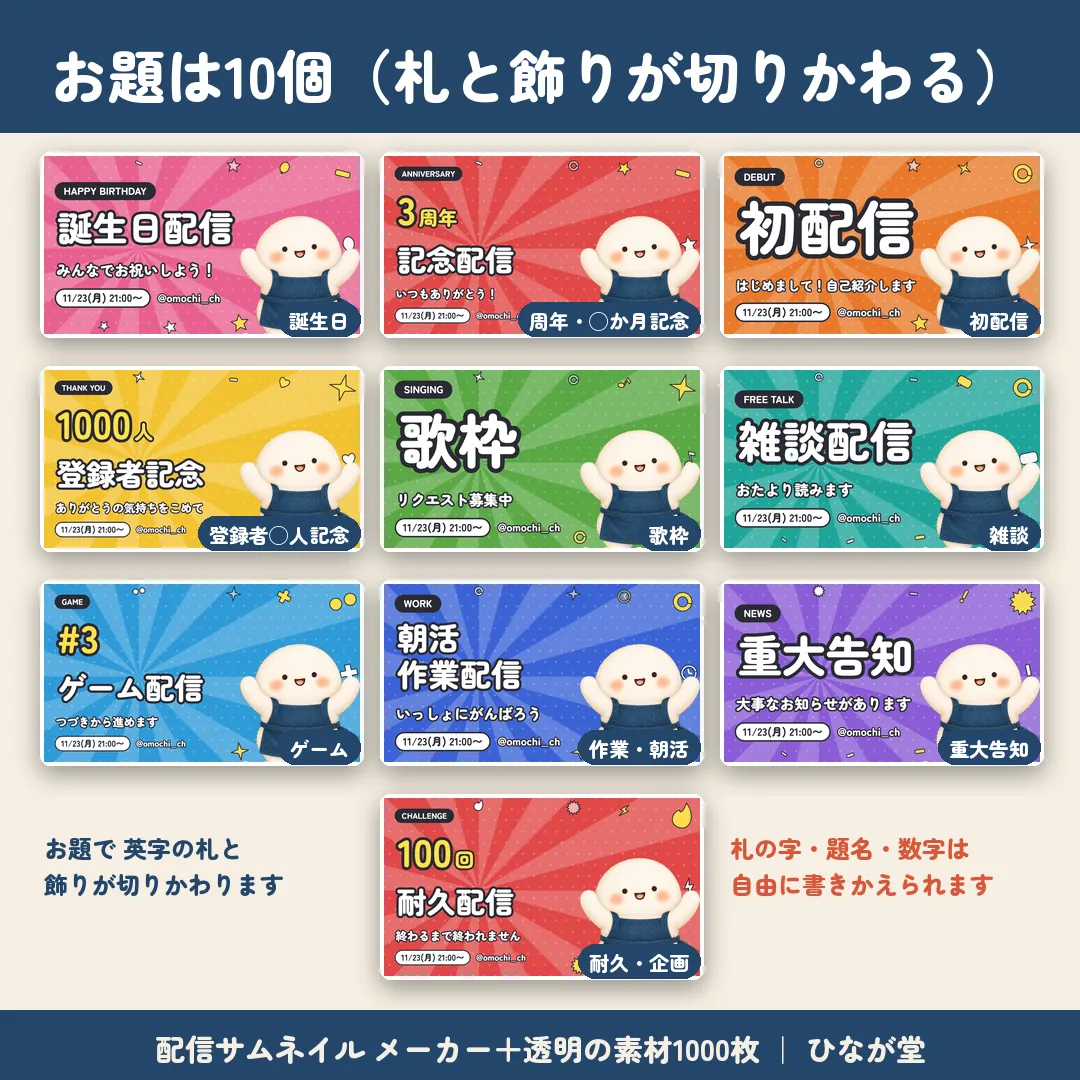 お題は10個（札と飾りが切りかわる）
HAPPY BIRTHDAY
誕生日配信
みんなでお祝いしよう！
11/23(月) 21:00〜 @omochi_ch
誕生日
ANNIVERSARY
3周年
記念配信
いつもありがとう！
11/23(月) 21:00〜 @omochi_ch
周年・◯か月記念
DEBUT
初配信
はじめまして！自己紹介します
11/23(月) 21:00〜 @omochi_ch
初配信
THANK YOU
1000人
登録者記念
ありがとうの気持ちをこめて
11/23(月) 21:00〜 @omochi_ch
登録者◯人記念
SINGING
歌枠
リクエスト募集中
11/23(月) 21:00〜 @omochi_ch
歌枠
FREE TALK
雑談配信
おたより読みます
11/23(月) 21:00〜 @omochi_ch
雑談
GAME
#3
ゲーム配信
つづきから進めます
11/23(月) 21:00〜 @omochi_ch
ゲーム
WORK
朝活
作業配信
いっしょにがんばろう
11/23(月) 21:00〜 @omochi_ch
作業・朝活
NEWS
重大告知
大事なお知らせがあります
11/23(月) 21:00〜 @omochi_ch
重大告知
お題で 英字の札と
飾りが切りかわります
CHALLENGE
100回
耐久配信
終わるまで終われません
11/23(月) 21:00〜 @omochi_ch
耐久・企画
札の字・題名・数字は
自由に書きかえられます
配信サムネイル メーカー＋透明の素材1000枚 ｜ ひなが堂